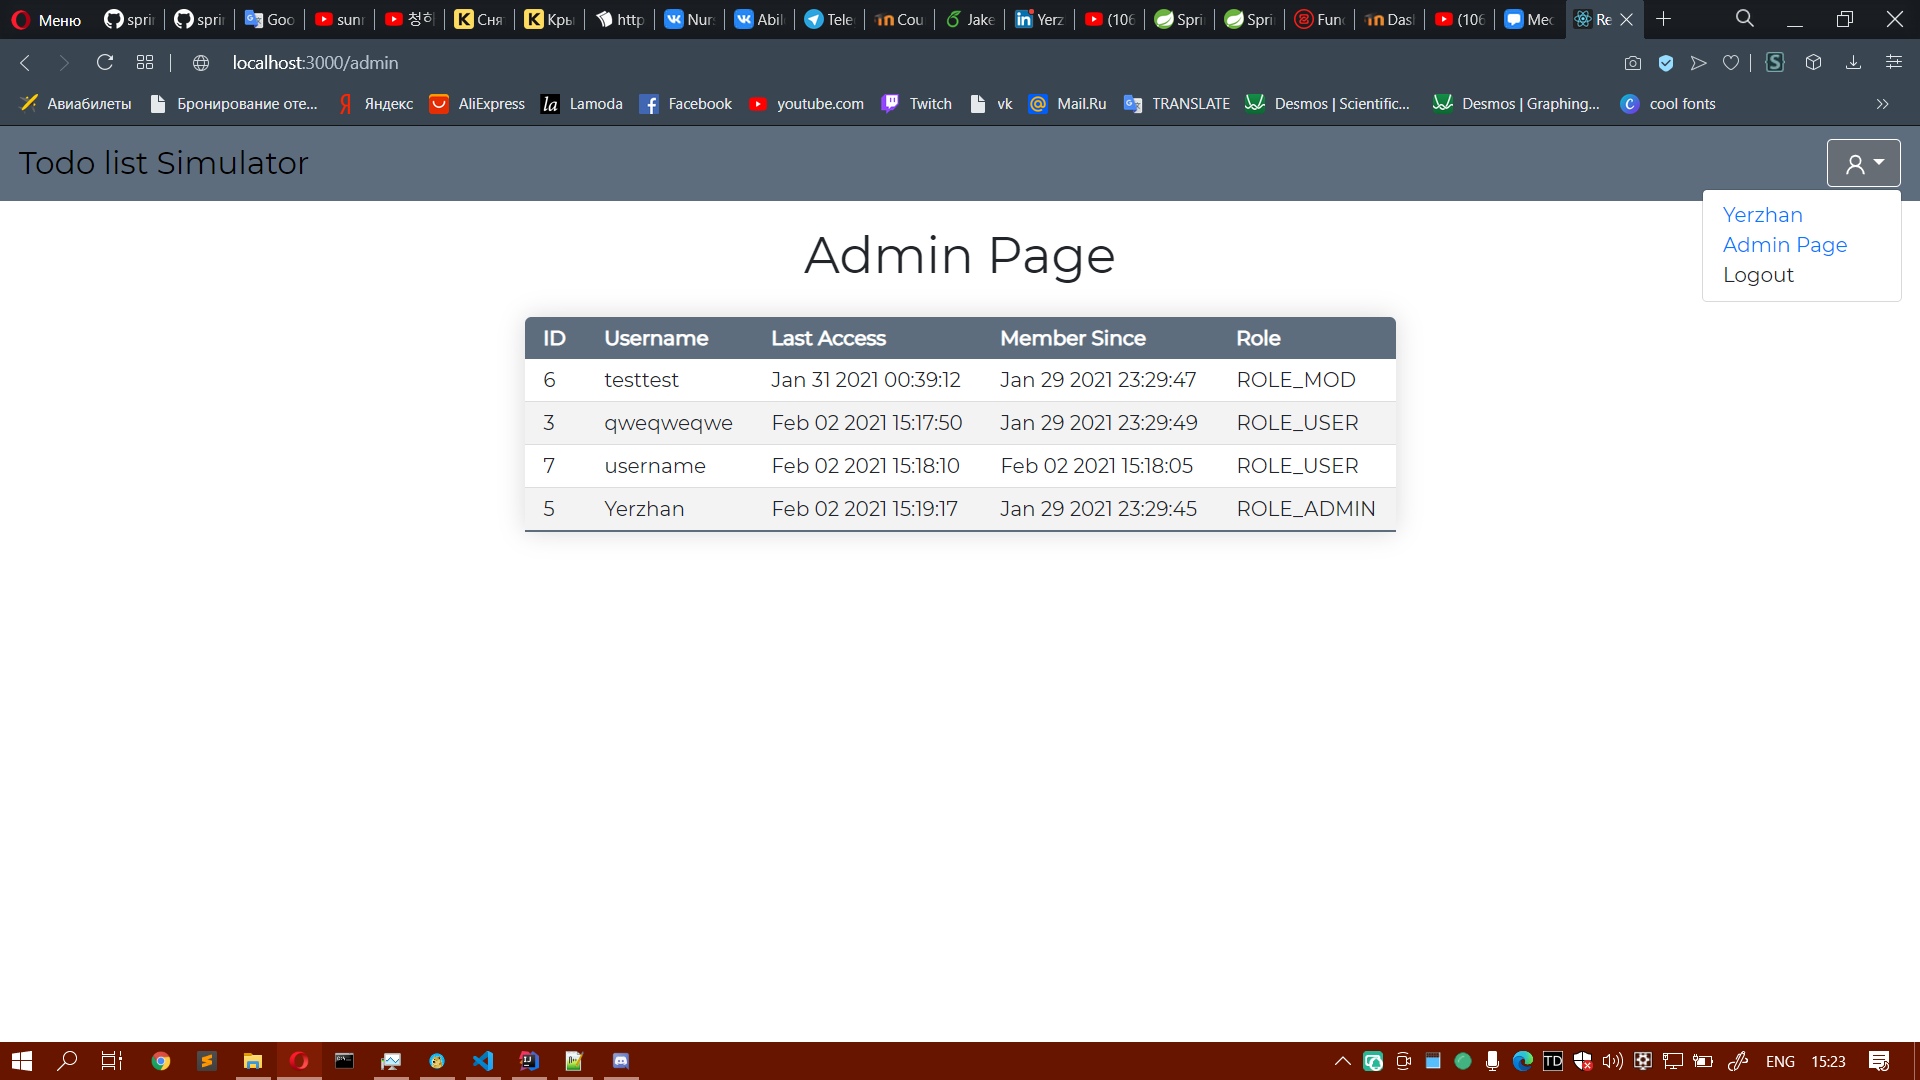 Меню sprin sprin Goo sunn 청하 Сня Кры http Nur Abil Tele Cou Jake Yerz (106 Spri Spri Fun Das (106 Mec Re
localhost:3000/admin
Авиабилеты Бронирование оте... Яндекс AliExpress Lamoda Facebook youtube.com Twitch vk Mail.Ru TRANSLATE Desmos | Scientific... Desmos | Graphing... cool fonts
Todo list Simulator
Yerzhan
Admin Page
Logout
Admin Page
ID Username Last Access Member Since Role
6 testtest Jan 31 2021 00:39:12 Jan 29 2021 23:29:47 ROLE_MOD
3 qweqweqwe Feb 02 2021 15:17:50 Jan 29 2021 23:29:49 ROLE_USER
7 username Feb 02 2021 15:18:10 Feb 02 2021 15:18:05 ROLE_USER
5 Yerzhan Feb 02 2021 15:19:17 Jan 29 2021 23:29:45 ROLE_ADMIN
TD ENG 15:23